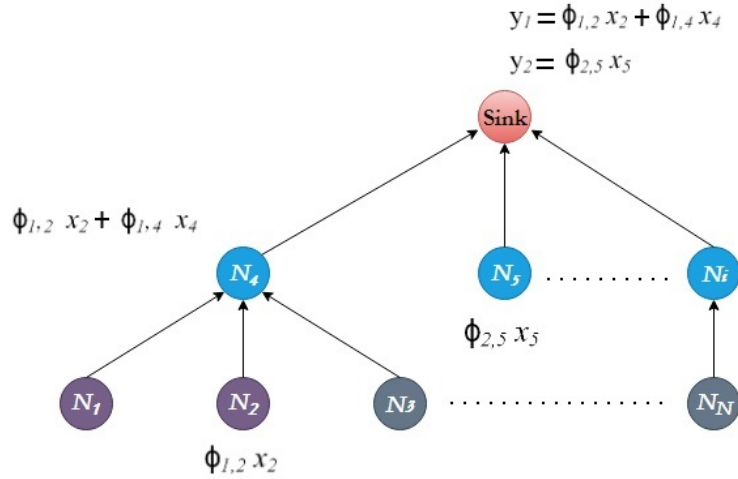 y₁ = ϕ₁,₂ x₂ + ϕ₁,₄ x₄
y₂ = ϕ₂,₅ x₅
Sink
ϕ₁,₂ x₂ + ϕ₁,₄ x₄
N₄
N₅
Nᵢ
ϕ₂,₅ x₅
N₁
N₂
N₃
N_N
ϕ₁,₂ x₂